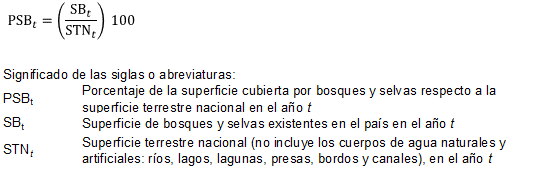 PSB_t = (SB_t / STN_t) 100
Significado de las siglas o abreviaturas:
PSB_t Porcentaje de la superficie cubierta por bosques y selvas respecto a la
superficie terrestre nacional en el año t
SB_t Superficie de bosques y selvas existentes en el país en el año t
STN_t Superficie terrestre nacional (no incluye los cuerpos de agua naturales y
artificiales: ríos, lagos, lagunas, presas, bordos y canales), en el año t